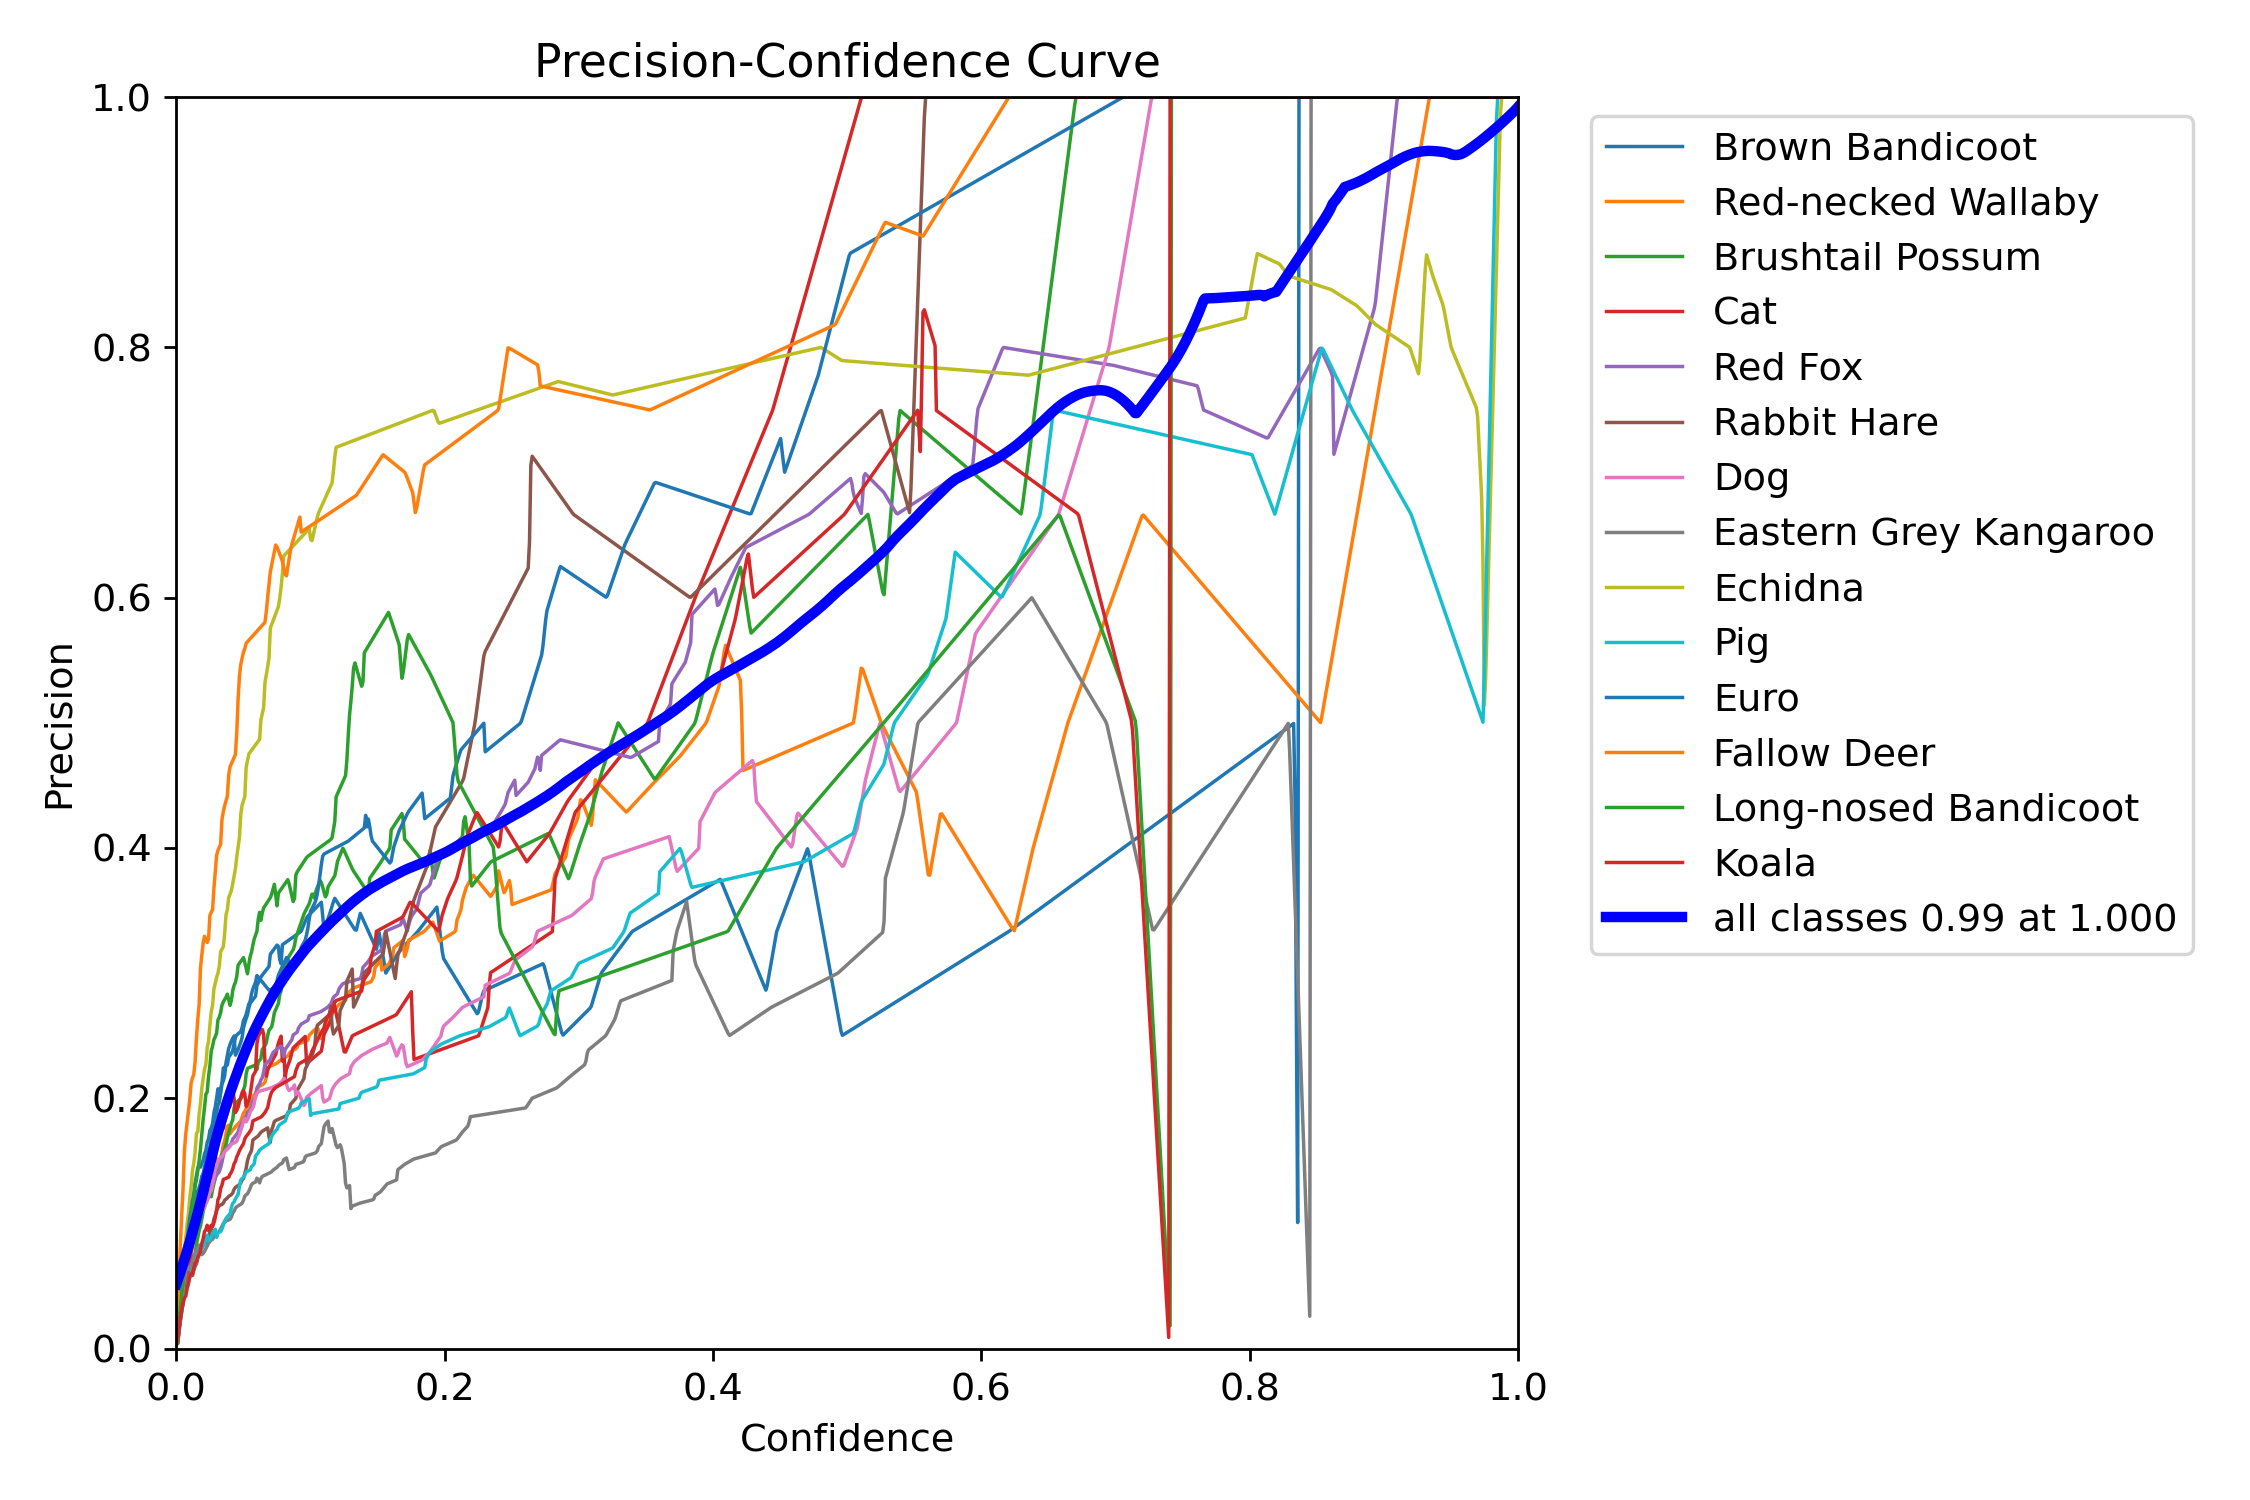 Precision-Confidence Curve
1.0
0.8
0.6
0.4
0.2
0.0
Precision
0.0 0.2 0.4 0.6 0.8 1.0
Confidence
Brown Bandicoot
Red-necked Wallaby
Brushtail Possum
Cat
Red Fox
Rabbit Hare
Dog
Eastern Grey Kangaroo
Echidna
Pig
Euro
Fallow Deer
Long-nosed Bandicoot
Koala
all classes 0.99 at 1.000